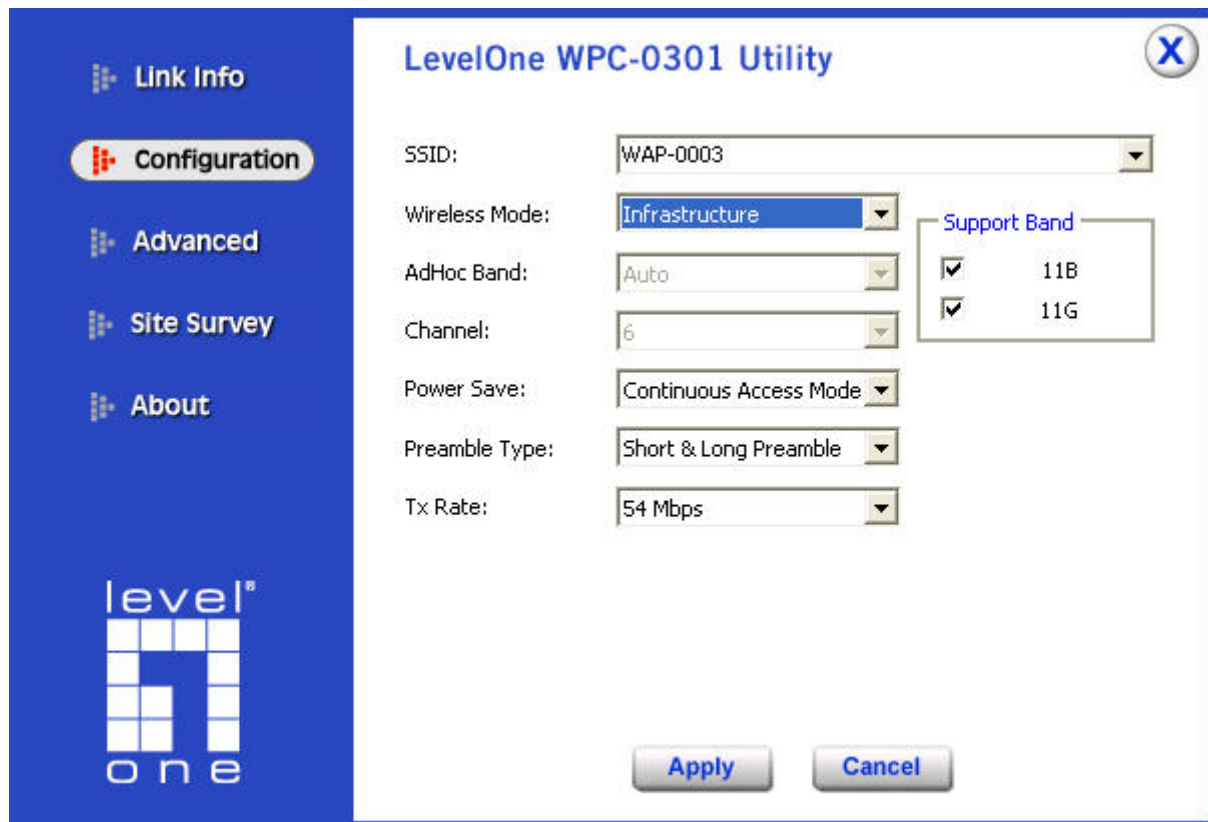 Link Info
Configuration
Advanced
Site Survey
About
level®
one
LevelOne WPC-0301 Utility
X
SSID: WAP-0003
Wireless Mode: Infrastructure
AdHoc Band: Auto
Channel: 6
Power Save: Continuous Access Mode
Preamble Type: Short & Long Preamble
Tx Rate: 54 Mbps
Support Band
11B
11G
Apply Cancel